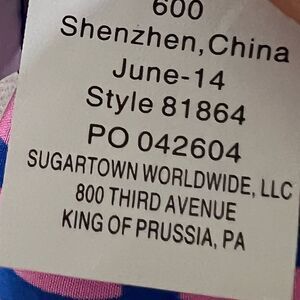 600
Shenzhen,China
June-14
Style 81864
PO 042604
SUGARTOWN WORLDWIDE, LLC
800 THIRD AVENUE
KING OF PRUSSIA, PA